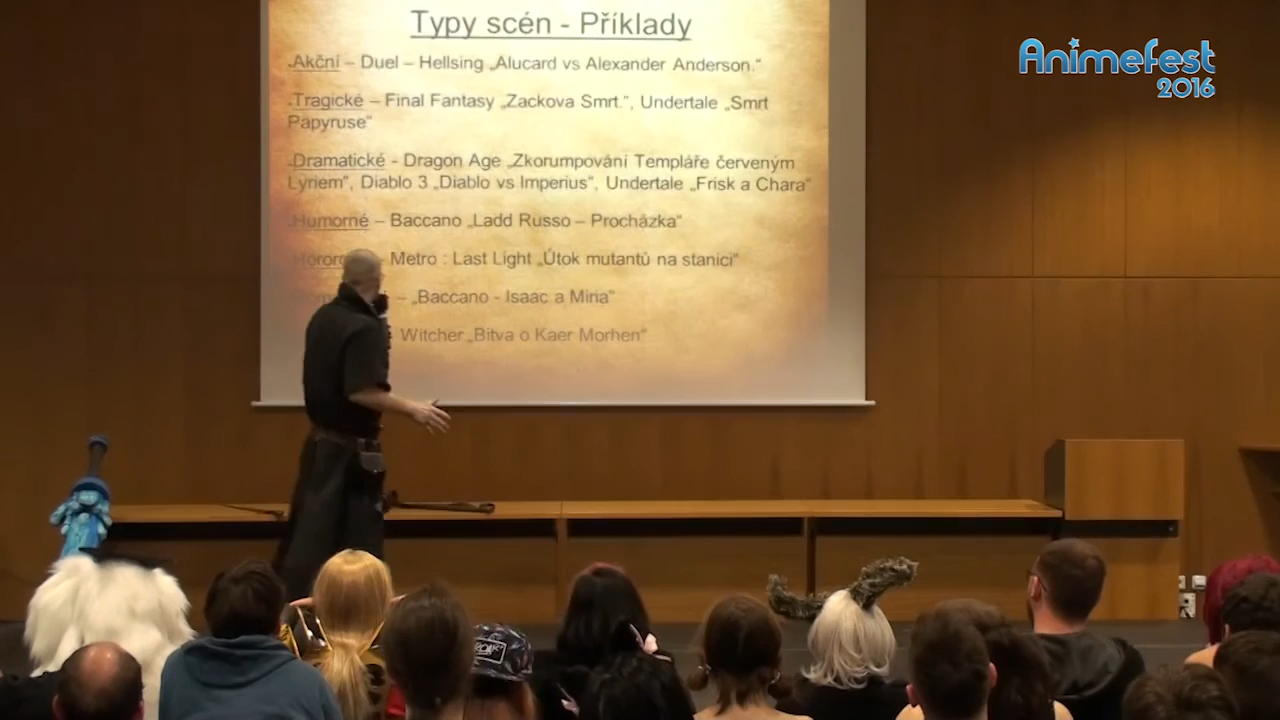 Typy scén - Příklady
Akční – Duel – Hellsing „Alucard vs Alexander Anderson.“
Tragické – Final Fantasy „Zackova Smrt.“, Undertale „Smrt
Papyruse“
Dramatické - Dragon Age „Zkorumpování Templáře červeným
Lyriem“, Diablo 3 „Diablo vs Imperius“, Undertale „Frisk a Chara“
Humorné – Baccano „Ladd Russo – Procházka“
Metro : Last Light „Útok mutantů na stanici“
– „Baccano - Isaac a Miria“
Witcher „Bitva o Kaer Morhen“
Animefest
2016